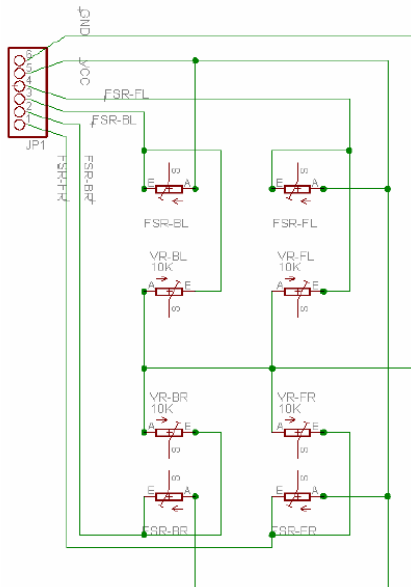 GND
6
5
4
3
2
1
VCC
FSR-FL
FSR-BL
JP1
FSR-FR
FSR-BR
S
S
E A
E A
FSR-BL
FSR-FL
VR-BL
10K
VR-FL
10K
A E
A E
S
S
VR-BR
10K
VR-FR
10K
A E
A E
S
S
S
S
E A
E A
FSR-BR
FSR-FR